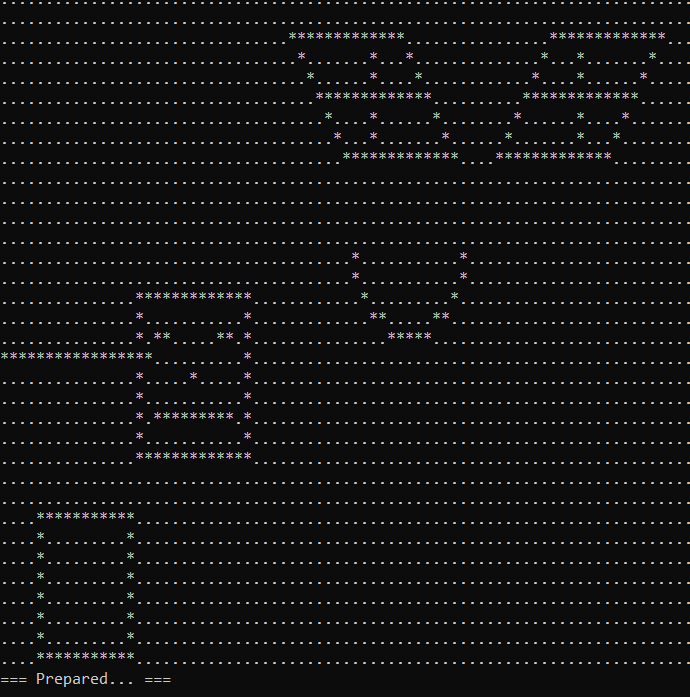 === Prepared... ===